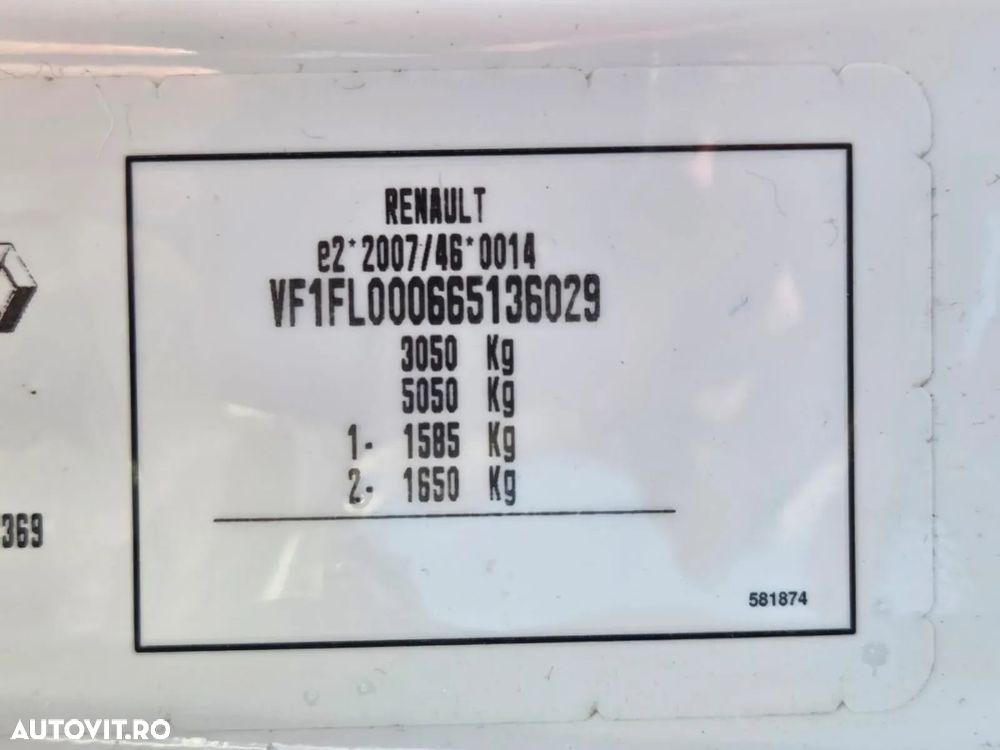 RENAULT
e2*2007/46*0014
VF1FL000665136029
3050 Kg
5050 Kg
1- 1585 Kg
2- 1650 Kg
369
581874
AUTOVIT.RO